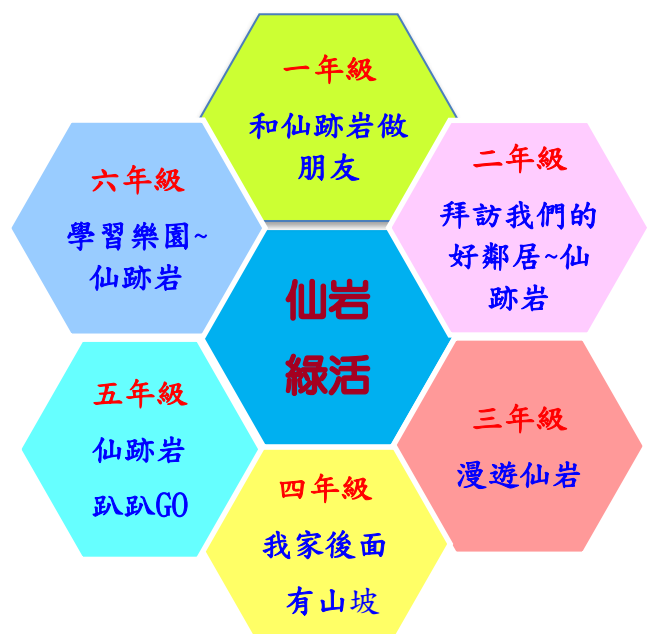 一年級
和仙跡岩做
朋友
二年級
拜訪我們的
好鄰居~仙
跡岩
三年級
漫遊仙岩
四年級
我家後面
有山坡
五年級
仙跡岩
趴趴GO
六年級
學習樂園~
仙跡岩
仙岩
綠活